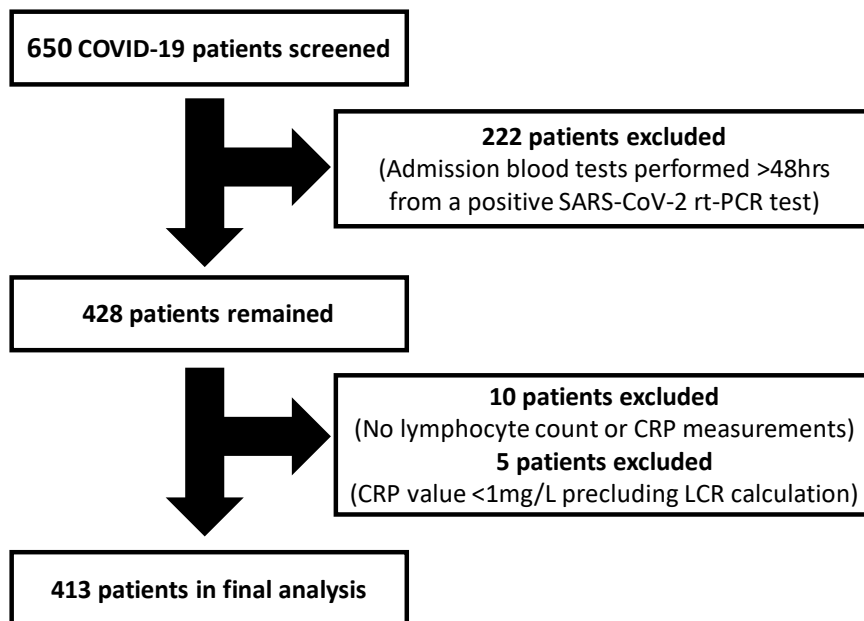 650 COVID-19 patients screened
222 patients excluded
(Admission blood tests performed >48hrs
from a positive SARS-CoV-2 rt-PCR test)
428 patients remained
10 patients excluded
(No lymphocyte count or CRP measurements)
5 patients excluded
(CRP value <1mg/L precluding LCR calculation)
413 patients in final analysis